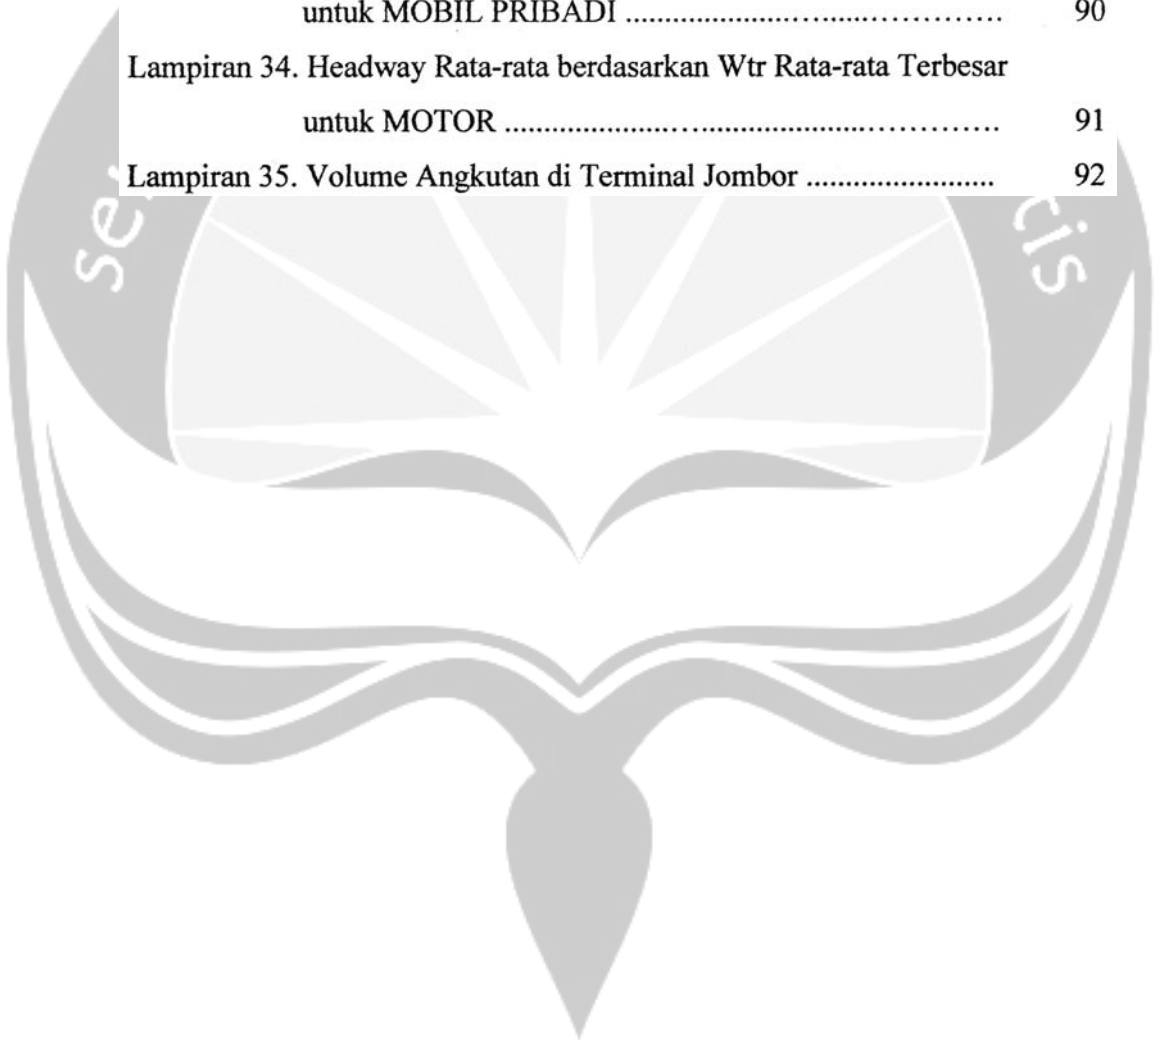 untuk MOBIL PRIBADI ................................................ 90
Lampiran 34. Headway Rata-rata berdasarkan Wtr Rata-rata Terbesar
untuk MOTOR ............................................................... 91
Lampiran 35. Volume Angkutan di Terminal Jombor ........................ 92